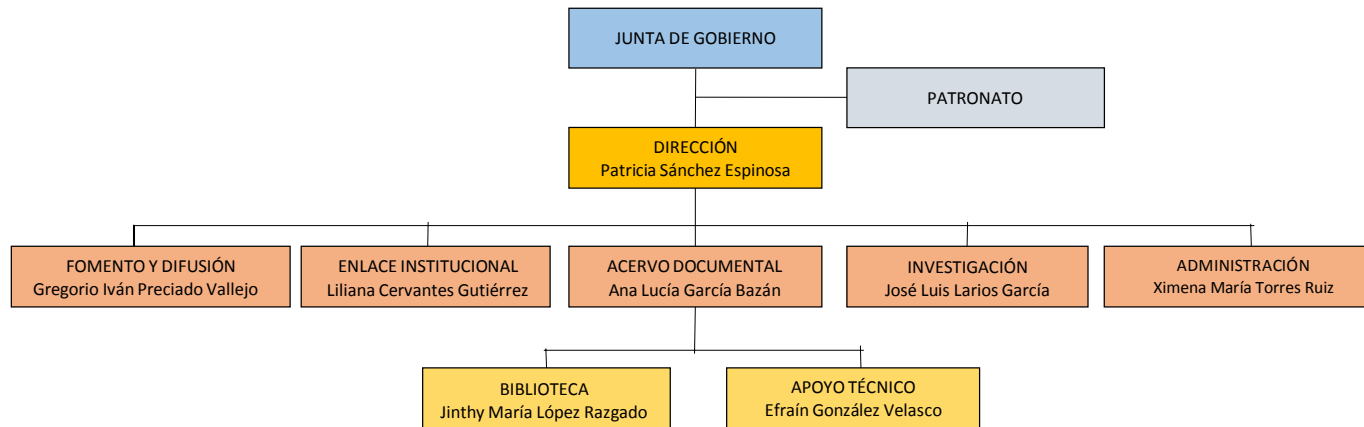 JUNTA DE GOBIERNO
PATRONATO
DIRECCIÓN
Patricia Sánchez Espinosa
FOMENTO Y DIFUSIÓN
Gregorio Iván Preciado Vallejo
ENLACE INSTITUCIONAL
Liliana Cervantes Gutiérrez
ACERVO DOCUMENTAL
Ana Lucía García Bazán
INVESTIGACIÓN
José Luis Larios García
ADMINISTRACIÓN
Ximena María Torres Ruiz
BIBLIOTECA
Jinthy María López Razgado
APOYO TÉCNICO
Efraín González Velasco